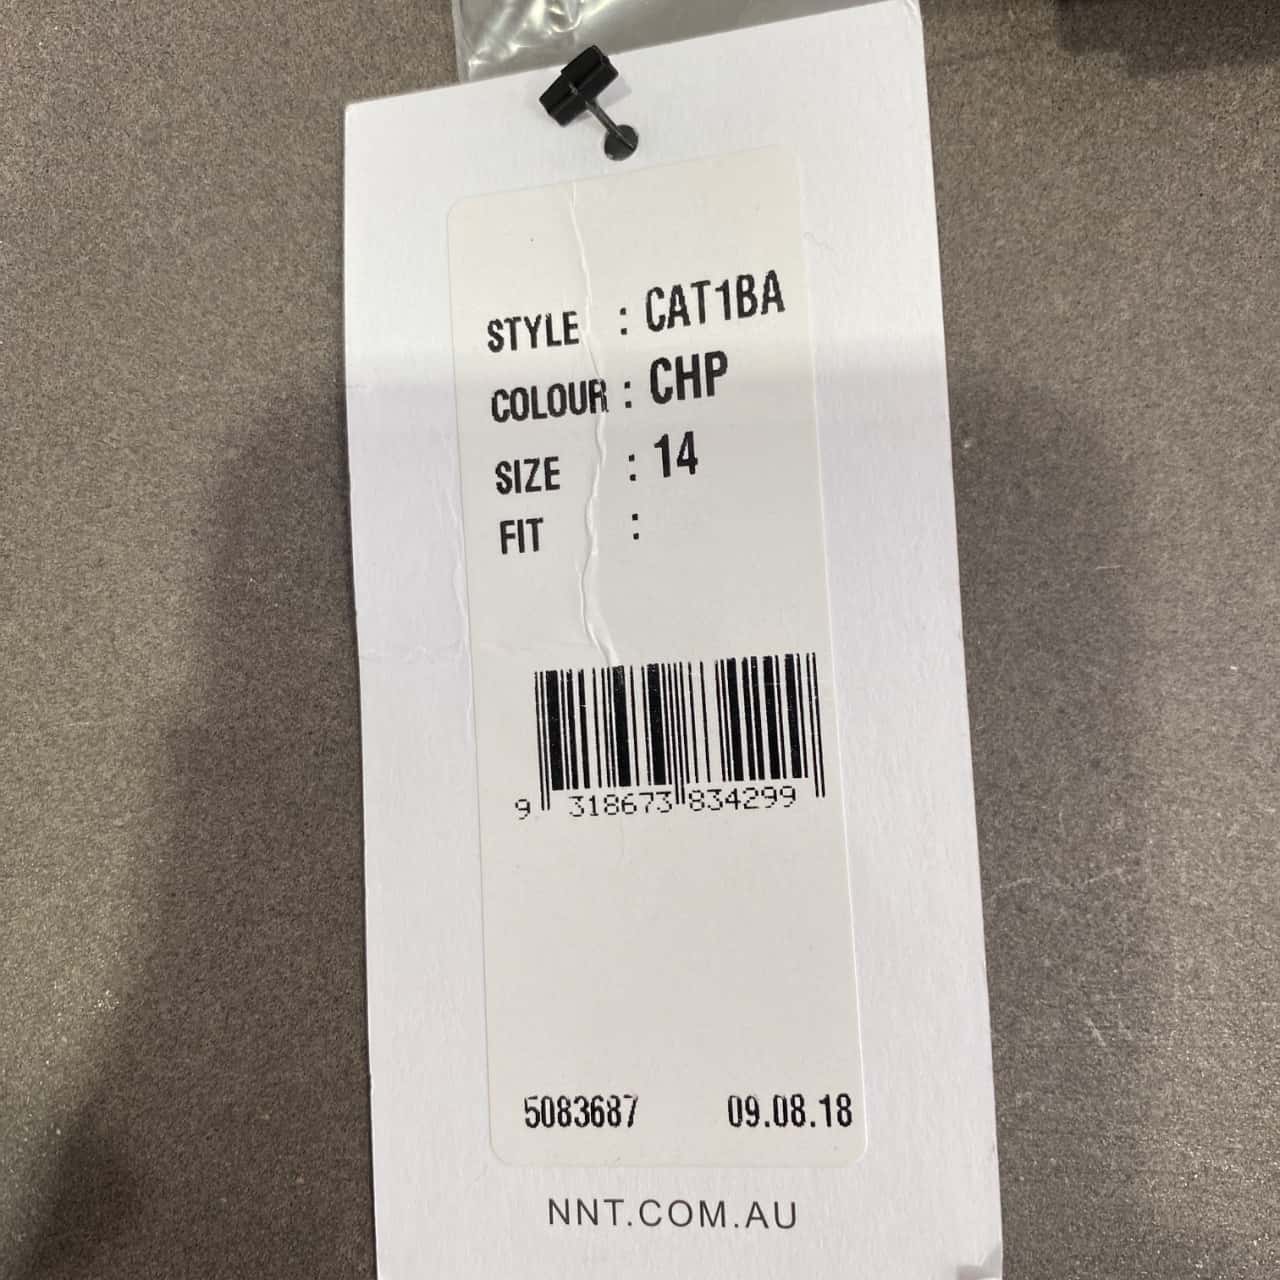 STYLE : CAT1BA
COLOUR : CHP
SIZE : 14
FIT :
9 318673 834299
5083687 09.08.18
NNT.COM.AU